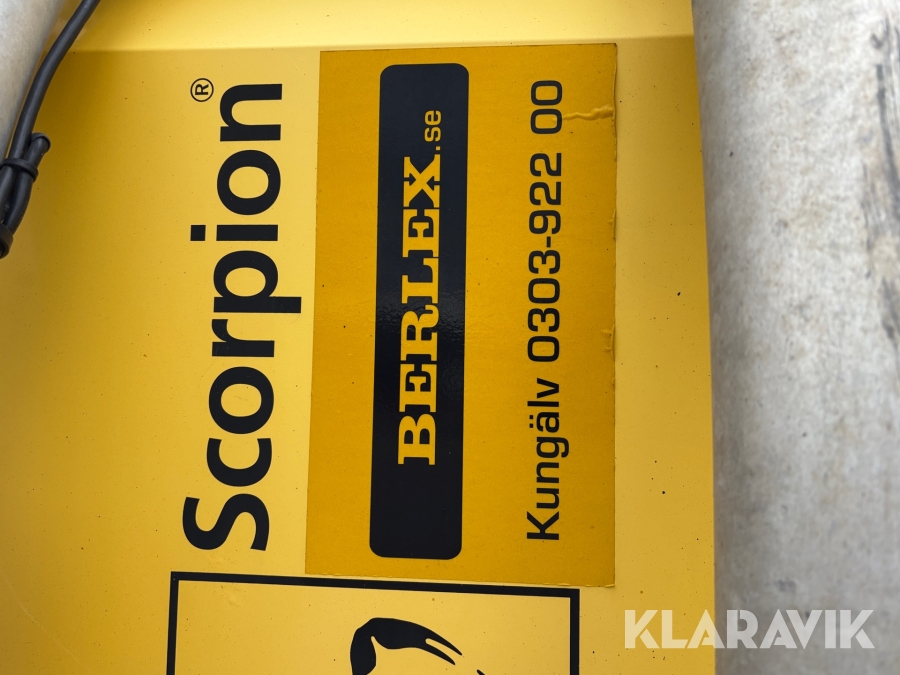 Scorpion®
BERLEX.se
Kungälv 0303-922 00
KLARAVIK